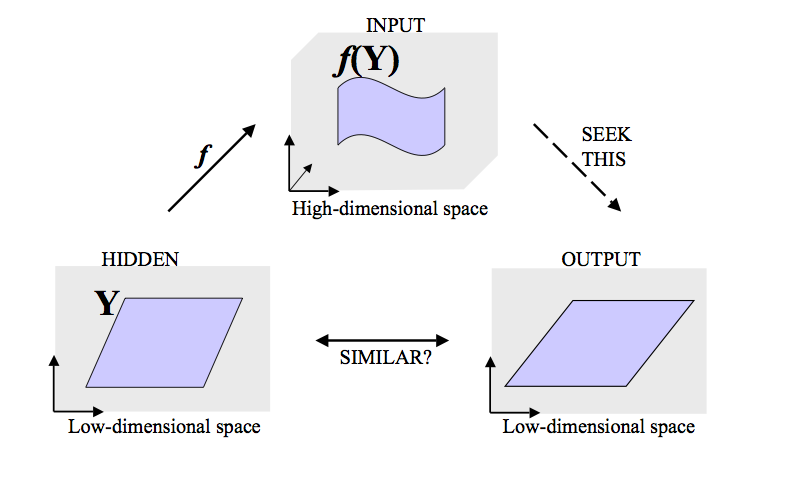 INPUT
f(Y)
f
SEEK
THIS
High-dimensional space
HIDDEN
OUTPUT
Y
SIMILAR?
Low-dimensional space
Low-dimensional space